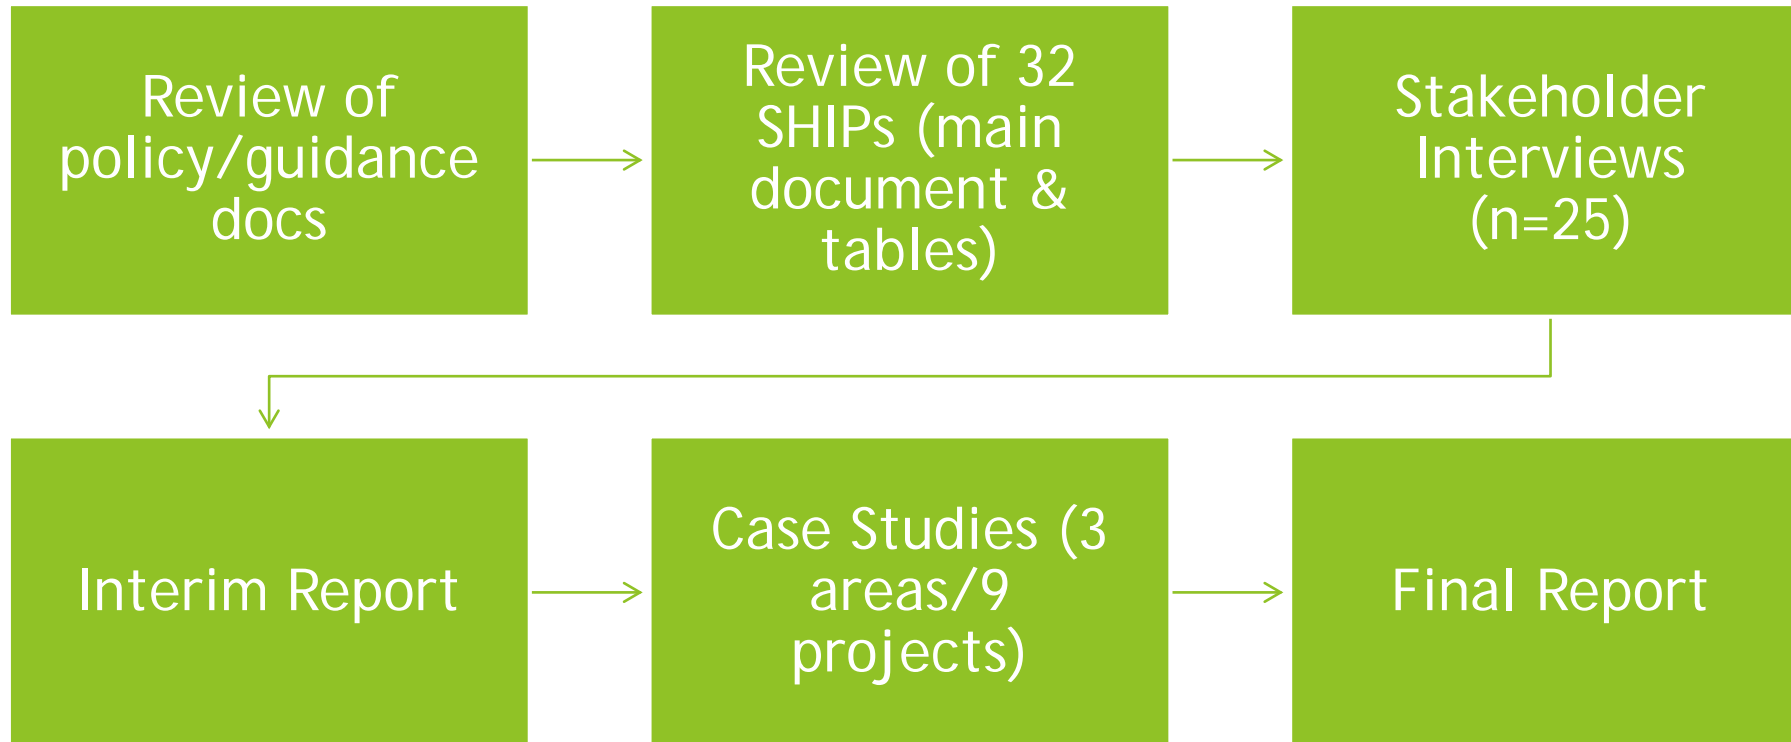 Review of
policy/guidance
docs
Review of 32
SHIPs (main
document &
tables)
Stakeholder
Interviews
(n=25)
Interim Report
Case Studies (3
areas/9
projects)
Final Report